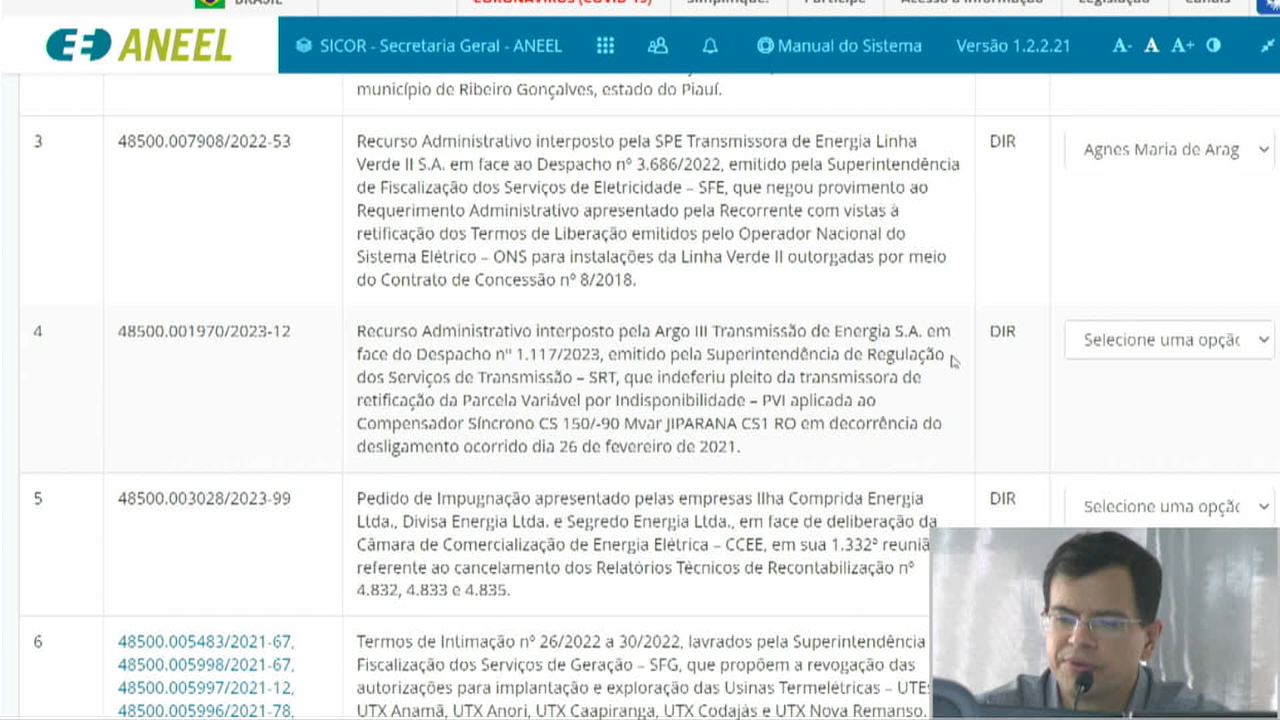 BRASIL
CORONAVÍRUS (COVID-19)
Simplifique!
Participe
Acesso à informação
Legislação
Canais
ANEEL
SICOR - Secretaria Geral - ANEEL
Manual do Sistema
Versão 1.2.2.21
A- A A+
município de Ribeiro Gonçalves, estado do Piauí.
3
48500.007908/2022-53
Recurso Administrativo interposto pela SPE Transmissora de Energia Linha
Verde II S.A. em face ao Despacho nº 3.686/2022, emitido pela Superintendência
de Fiscalização dos Serviços de Eletricidade – SFE, que negou provimento ao
Requerimento Administrativo apresentado pela Recorrente com vistas à
retificação dos Termos de Liberação emitidos pelo Operador Nacional do
Sistema Elétrico – ONS para instalações da Linha Verde II outorgadas por meio
do Contrato de Concessão nº 8/2018.
DIR
Agnes Maria de Arag
4
48500.001970/2023-12
Recurso Administrativo interposto pela Argo III Transmissão de Energia S.A. em
face do Despacho nº 1.117/2023, emitido pela Superintendência de Regulação
dos Serviços de Transmissão – SRT, que indeferiu pleito da transmissora de
retificação da Parcela Variável por Indisponibilidade – PVI aplicada ao
Compensador Síncrono CS 150/-90 Mvar JIPARANA CS1 RO em decorrência do
desligamento ocorrido dia 26 de fevereiro de 2021.
DIR
Selecione uma opção
5
48500.003028/2023-99
Pedido de Impugnação apresentado pelas empresas Ilha Comprida Energia
Ltda., Divisa Energia Ltda. e Segredo Energia Ltda., em face de deliberação da
Câmara de Comercialização de Energia Elétrica – CCEE, em sua 1.332ª reuniã
referente ao cancelamento dos Relatórios Técnicos de Recontabilização nº
4.832, 4.833 e 4.835.
DIR
Selecione uma opção
6
48500.005483/2021-67,
48500.005998/2021-67,
48500.005997/2021-12,
48500.005996/2021-78,
Termos de Intimação nº 26/2022 a 30/2022, lavrados pela Superintendência
Fiscalização dos Serviços de Geração – SFG, que propõem a revogação das
autorizações para implantação e exploração das Usinas Termelétricas – UTEs
UTX Anamã, UTX Anori, UTX Caapiranga, UTX Codajás e UTX Nova Remanso.